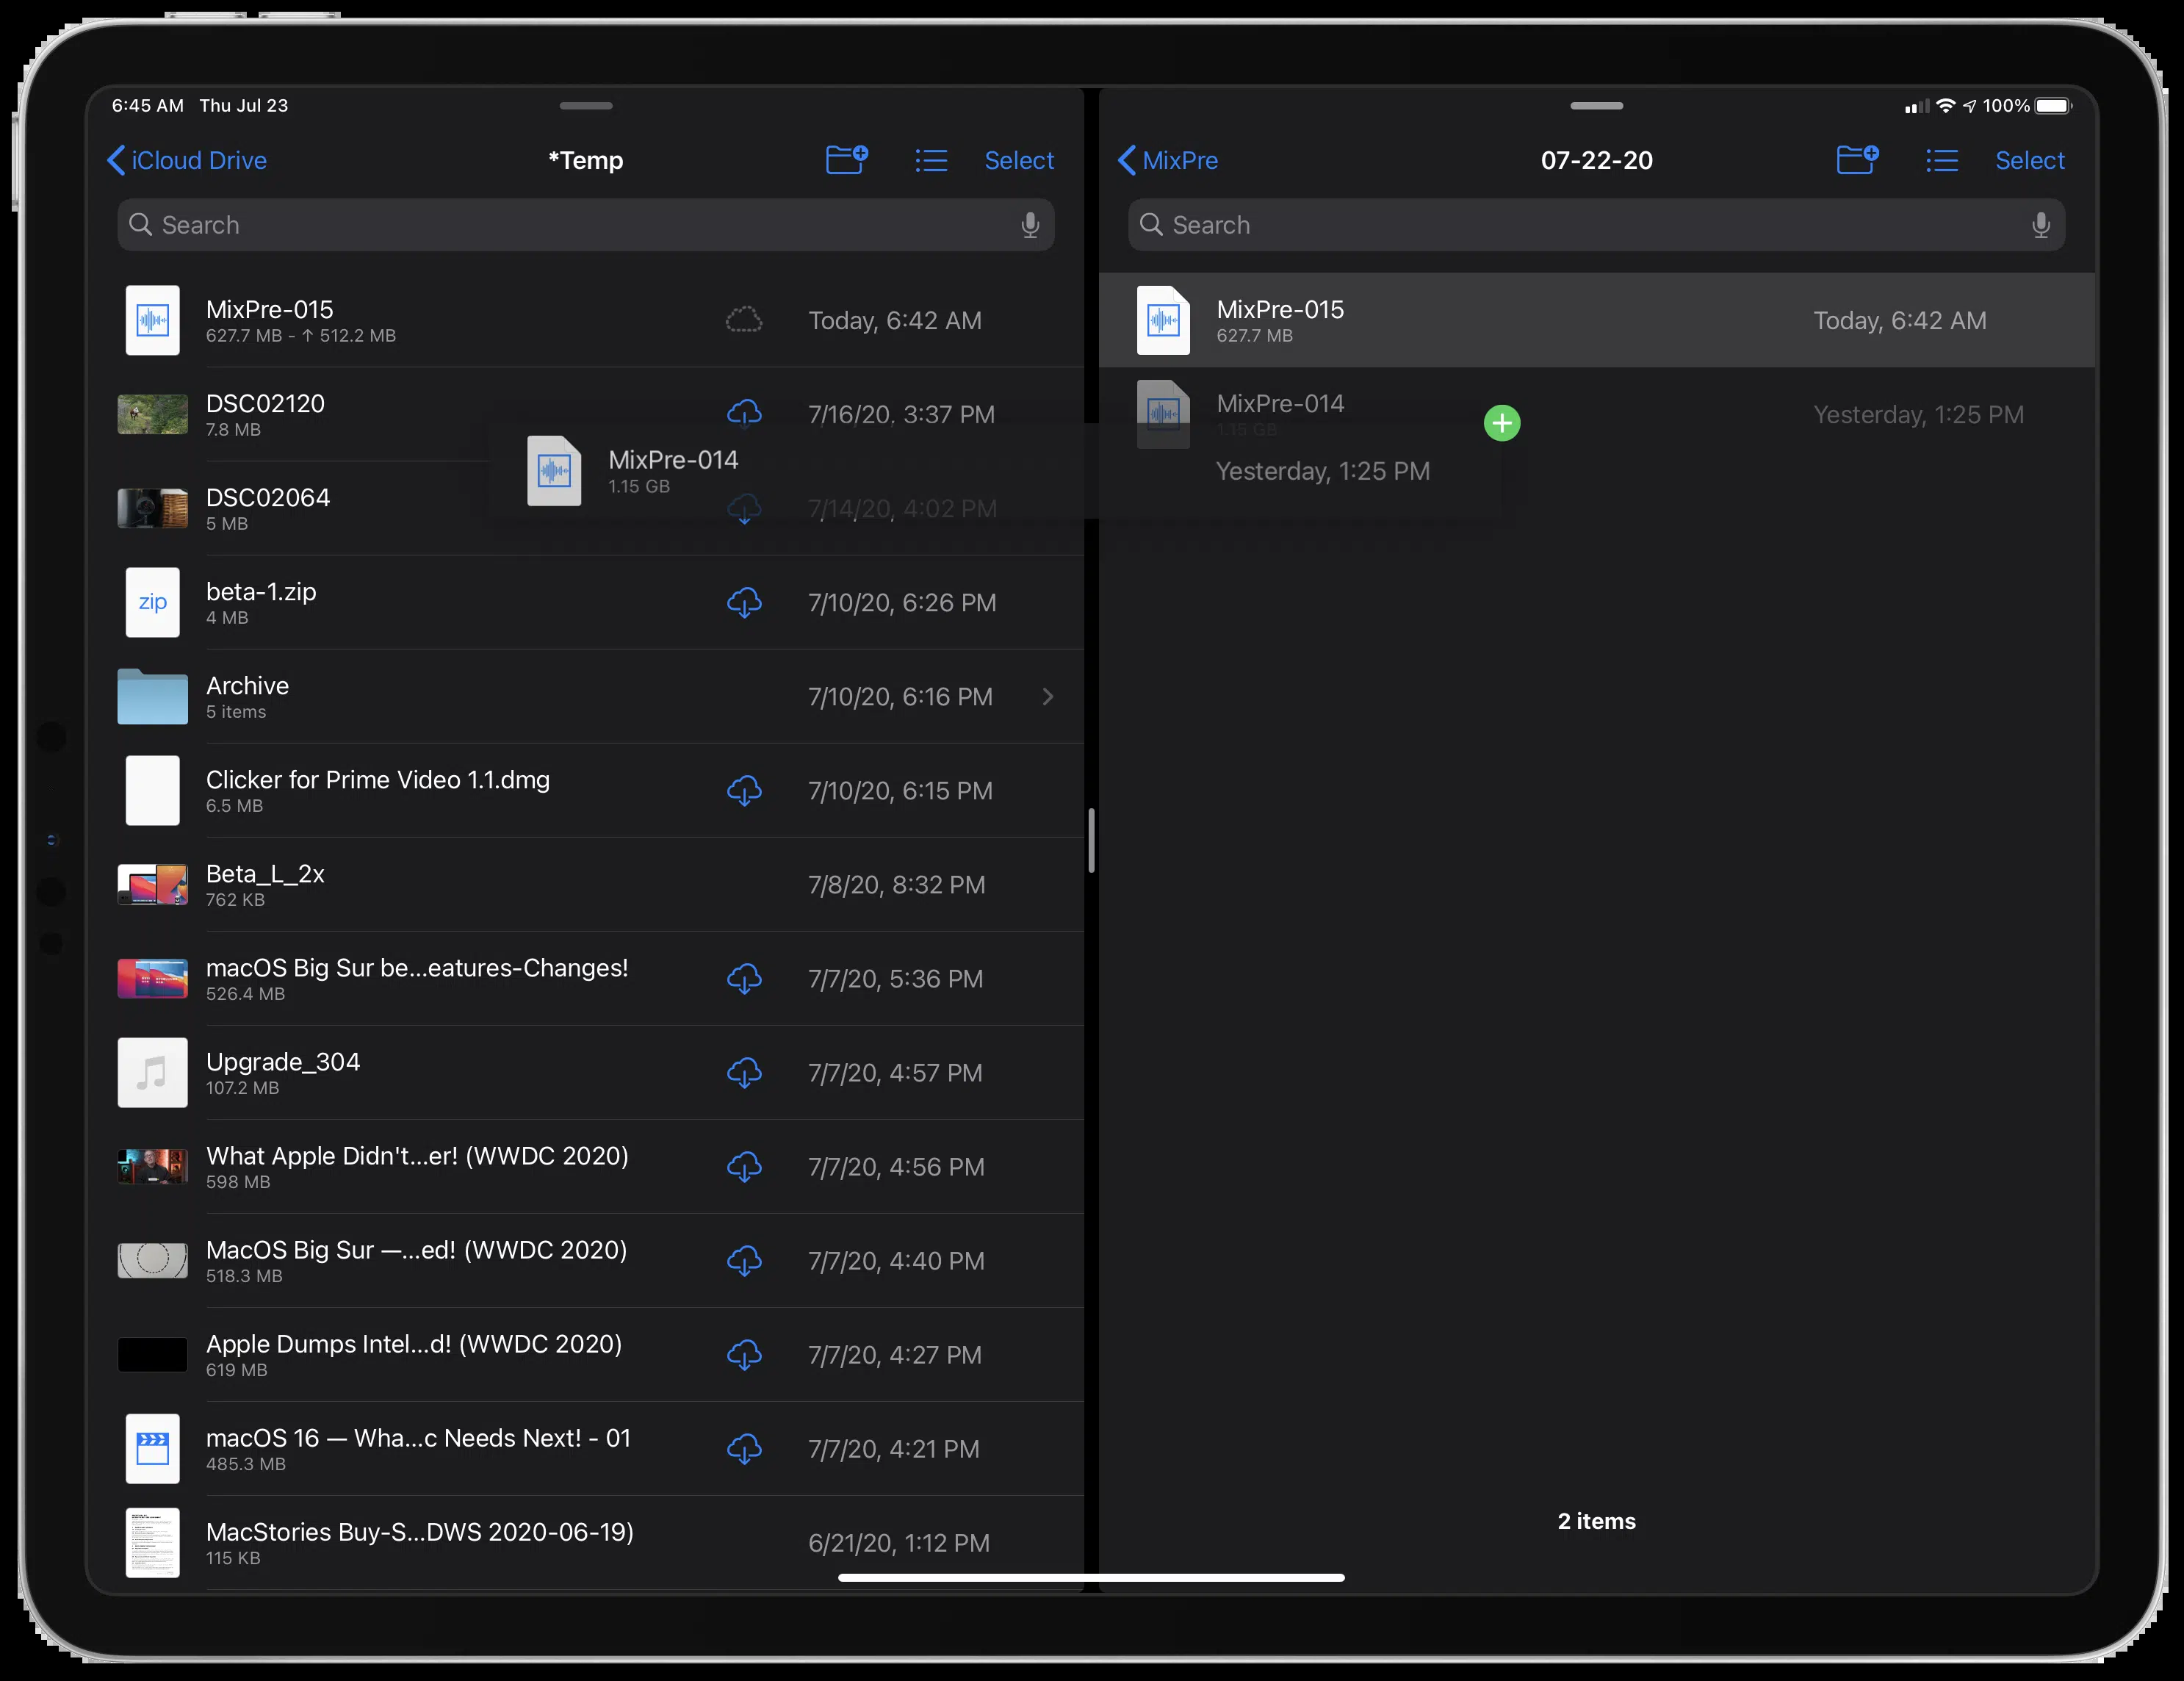 6:45 AM Thu Jul 23
100%
iCloud Drive
*Temp
Select
Search
MixPre-015
627.7 MB - ↑ 512.2 MB
Today, 6:42 AM
DSC02120
7.8 MB
7/16/20, 3:37 PM
DSC02064
5 MB
7/14/20, 4:02 PM
beta-1.zip
4 MB
zip
7/10/20, 6:26 PM
Archive
5 items
7/10/20, 6:16 PM
Clicker for Prime Video 1.1.dmg
6.5 MB
7/10/20, 6:15 PM
Beta_L_2x
762 KB
7/8/20, 8:32 PM
macOS Big Sur be...eatures-Changes!
526.4 MB
7/7/20, 5:36 PM
Upgrade_304
107.2 MB
7/7/20, 4:57 PM
What Apple Didn't...er! (WWDC 2020)
598 MB
7/7/20, 4:56 PM
MacOS Big Sur —...ed! (WWDC 2020)
518.3 MB
7/7/20, 4:40 PM
Apple Dumps Intel...d! (WWDC 2020)
619 MB
7/7/20, 4:27 PM
macOS 16 — Wha...c Needs Next! - 01
485.3 MB
7/7/20, 4:21 PM
MacStories Buy-S...DWS 2020-06-19)
115 KB
6/21/20, 1:12 PM
MixPre
07-22-20
Select
Search
MixPre-015
627.7 MB
Today, 6:42 AM
MixPre-014
1.15 GB
Yesterday, 1:25 PM
MixPre-014
1.15 GB
Yesterday, 1:25 PM
2 items